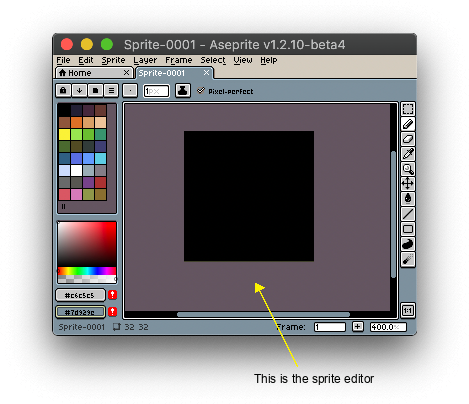 Sprite-0001 - Aseprite v1.2.10-beta4
File Edit Sprite Layer Frame Select View Help
Home Sprite-0001
1px Pixel-perfect
#c6c5c5
#7d929e
Sprite-0001 32 32 Frame: 1 400.0%
1:1
This is the sprite editor